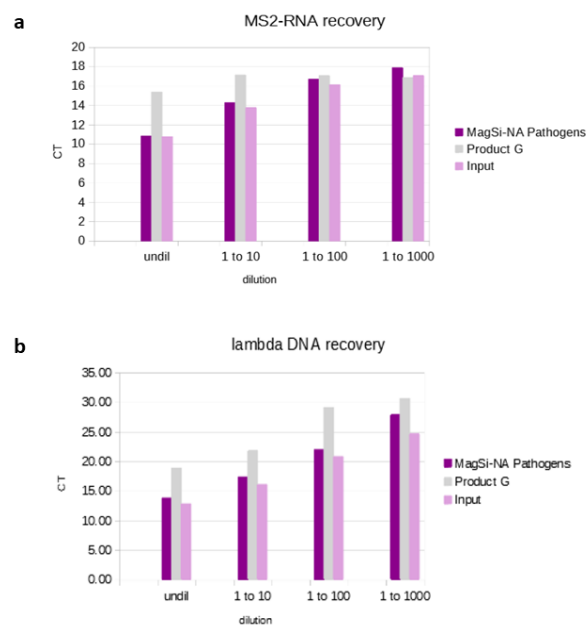 a
MS2-RNA recovery
20
18
16
14
12
10
8
6
4
2
0
CT
undil
1 to 10
1 to 100
1 to 1000
dilution
MagSi-NA Pathogens
Product G
Input
b
lambda DNA recovery
35.00
30.00
25.00
20.00
15.00
10.00
5.00
0.00
CT
undil
1 to 10
1 to 100
1 to 1000
dilution
MagSi-NA Pathogens
Product G
Input